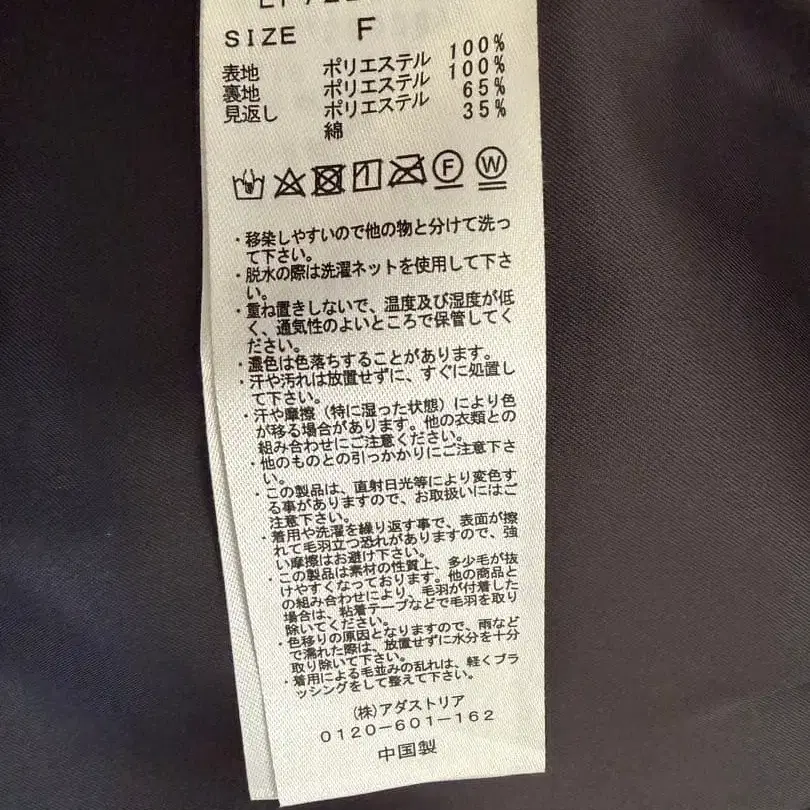 SIZE F
表地 ポリエステル 100%
裏地 ポリエステル 100%
見返し ポリエステル 65%
綿 35%
F W
・移染しやすいので他の物と分けて洗っ
て下さい。
・脱水の際は洗濯ネットを使用して下さ
い。
・重ね置きしないで、温度及び湿度が低
く、通気性のよいところで保管してく
ださい。
・濃色は色落ちすることがあります。
・汗や汚れは放置せずに、すぐに処置し
て下さい。
・汗や摩擦（特に湿った状態）により色
が移る場合があります。他の衣類との
組み合わせにご注意ください。
・他のものとの引っかかりにご注意下さ
い。
・この製品は、直射日光等により変色す
る事がありますので、お取扱いにはご
注意下さい。
・着用や洗濯を繰り返す事で、表面が擦
れて毛羽立つ恐れがありますので、強
い摩擦はお避け下さい。
・この製品は素材の性質上、多少毛が抜
けやすくなっております。他の商品と
の組み合わせにより、毛羽が付着した
場合は、粘着テープなどで毛羽を取り
除いてください。
・色移りの原因となりますので、雨など
で濡れた際は、放置せずに水分を十分
取り除いて下さい。
・着用による毛並みの乱れは、軽くブラ
ッシングをして整えて下さい。
(株)アダストリア
0120-601-162
中国製